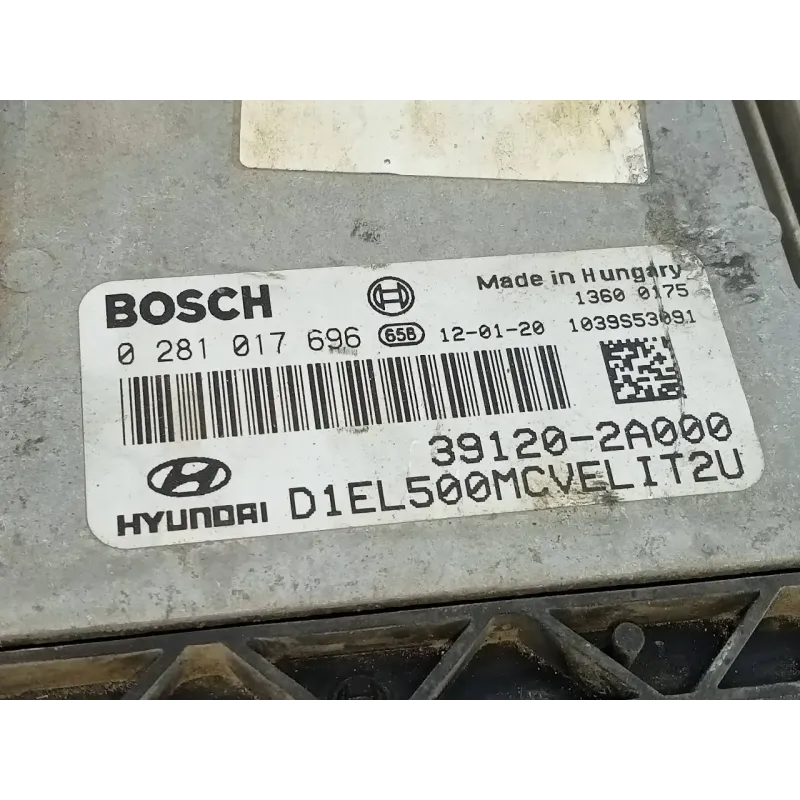 BOSCH
Made in Hungary
1360 0175
0 281 017 696 658 12-01-20 1039S53091
39120-2A000
HYUNDAI D1EL500MCVELIT2U